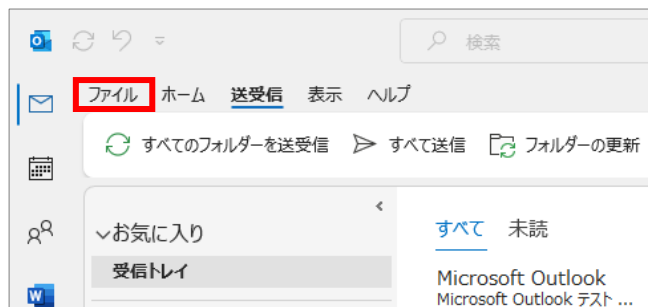 検索
ファイル ホーム 送受信 表示 ヘルプ
すべてのフォルダーを送受信 すべて送信 フォルダーの更新
お気に入り
すべて 未読
受信トレイ
Microsoft Outlook
Microsoft Outlook テスト ...